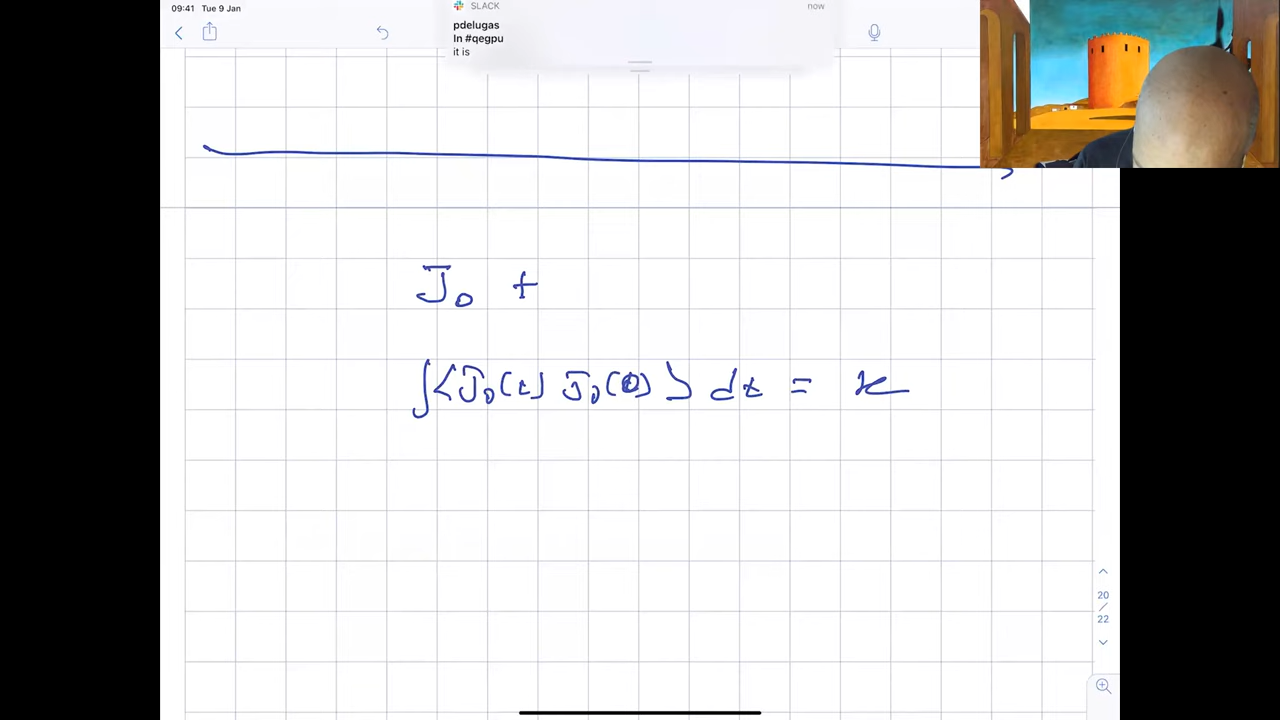 09:41 Tue 9 Jan
SLACK now
pdelugas
In #qegpu
it is
J₀ +
∫⟨J₀(t) J₀(0)⟩ dt = ϰ
20
/
22